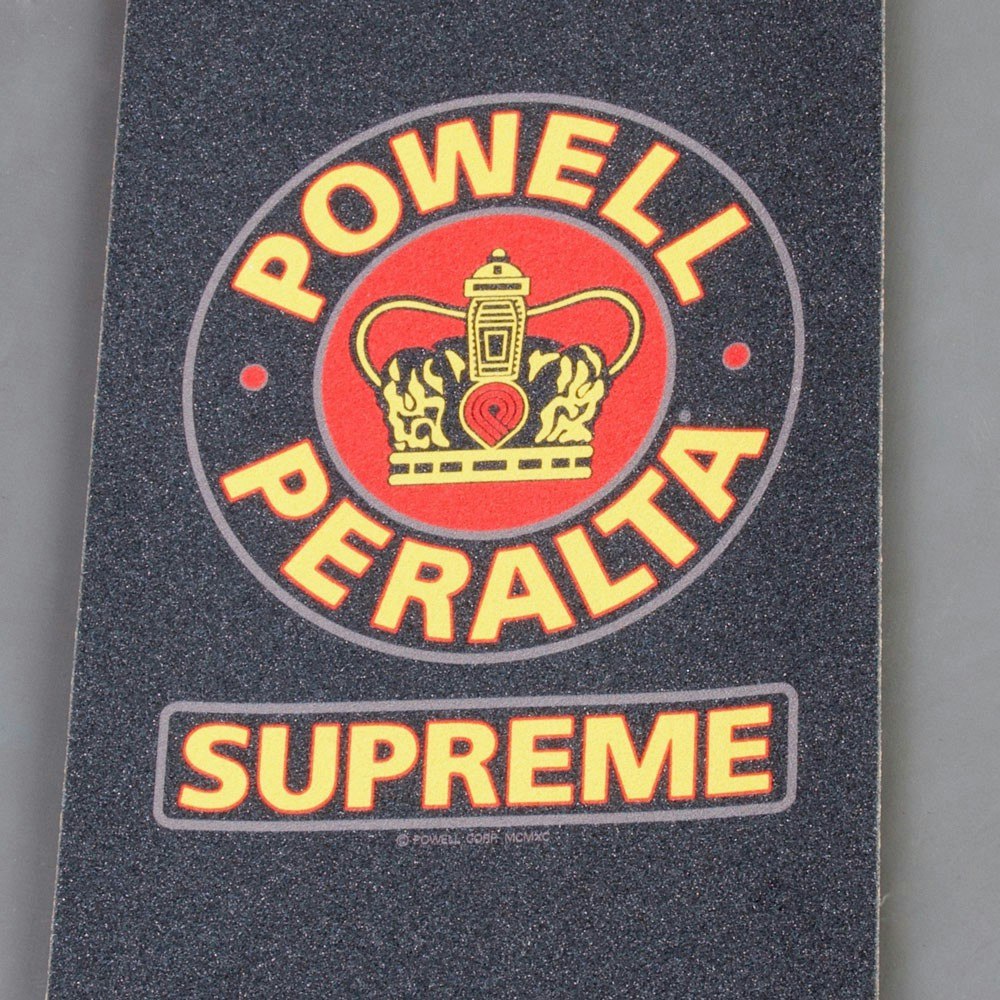 POWELL
PERALTA
SUPREME
© POWELL CORP. MCMXC